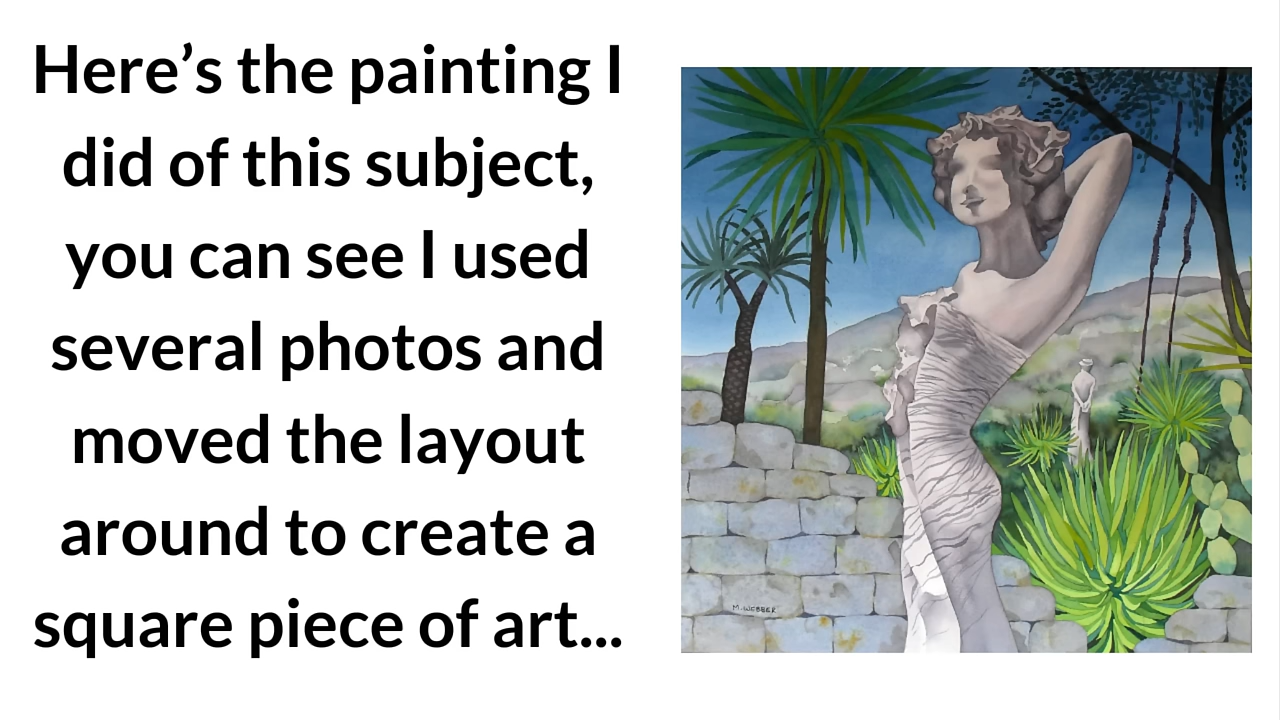 Here’s the painting I
did of this subject,
you can see I used
several photos and
moved the layout
around to create a
square piece of art...
M.WEBBER